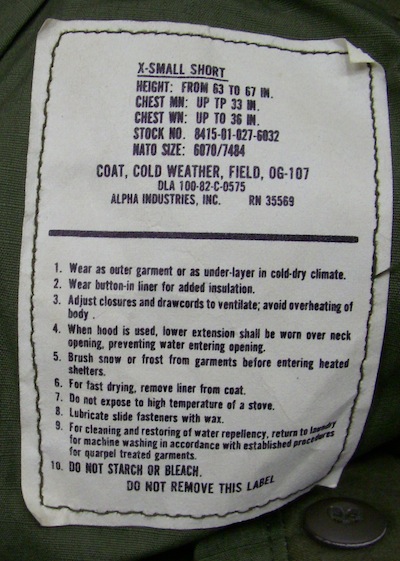 X-SMALL SHORT
HEIGHT: FROM 63 TO 67 IN.
CHEST MN: UP TP 33 IN.
CHEST WN: UP TO 36 IN.
STOCK NO. 8415-01-027-6032
NATO SIZE: 6070/7484
COAT, COLD WEATHER, FIELD, OG-107
DLA 100-82-C-0575
ALPHA INDUSTRIES, INC. RN 35569
1. Wear as outer garment or as under-layer in cold-dry climate.
2. Wear button-in liner for added insulation.
3. Adjust closures and drawcords to ventilate; avoid overheating of
body .
4. When hood is used, lower extension shall be worn over neck
opening, preventing water entering opening.
5. Brush snow or frost from garments before entering heated
shelters.
6. For fast drying, remove liner from coat.
7. Do not expose to high temperature of a stove.
8. Lubricate slide fasteners with wax.
9. For cleaning and restoring of water repellency, return to laundry
for machine washing in accordance with established procedures
for quarpel treated garments.
10. DO NOT STARCH OR BLEACH.
DO NOT REMOVE THIS LABEL